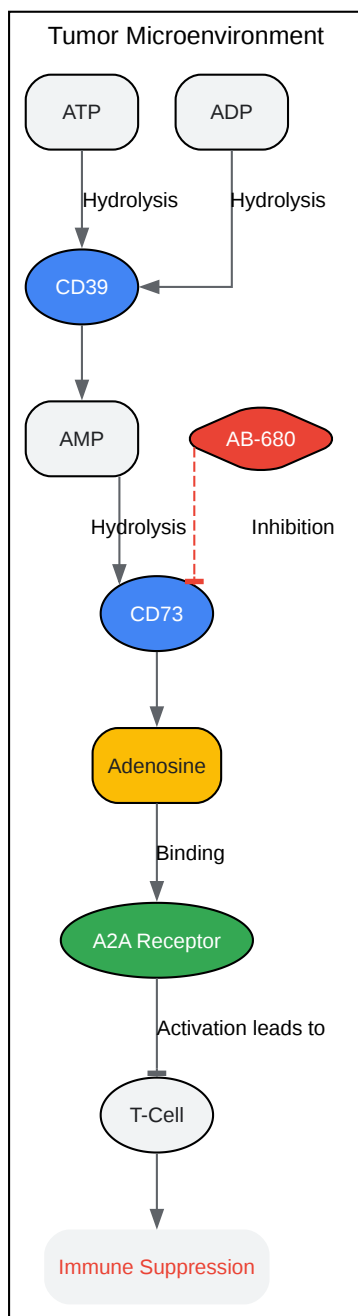 Tumor Microenvironment
ATP
ADP
Hydrolysis
Hydrolysis
CD39
AMP
AB-680
Hydrolysis
Inhibition
CD73
Adenosine
Binding
A2A Receptor
Activation leads to
T-Cell
Immune Suppression